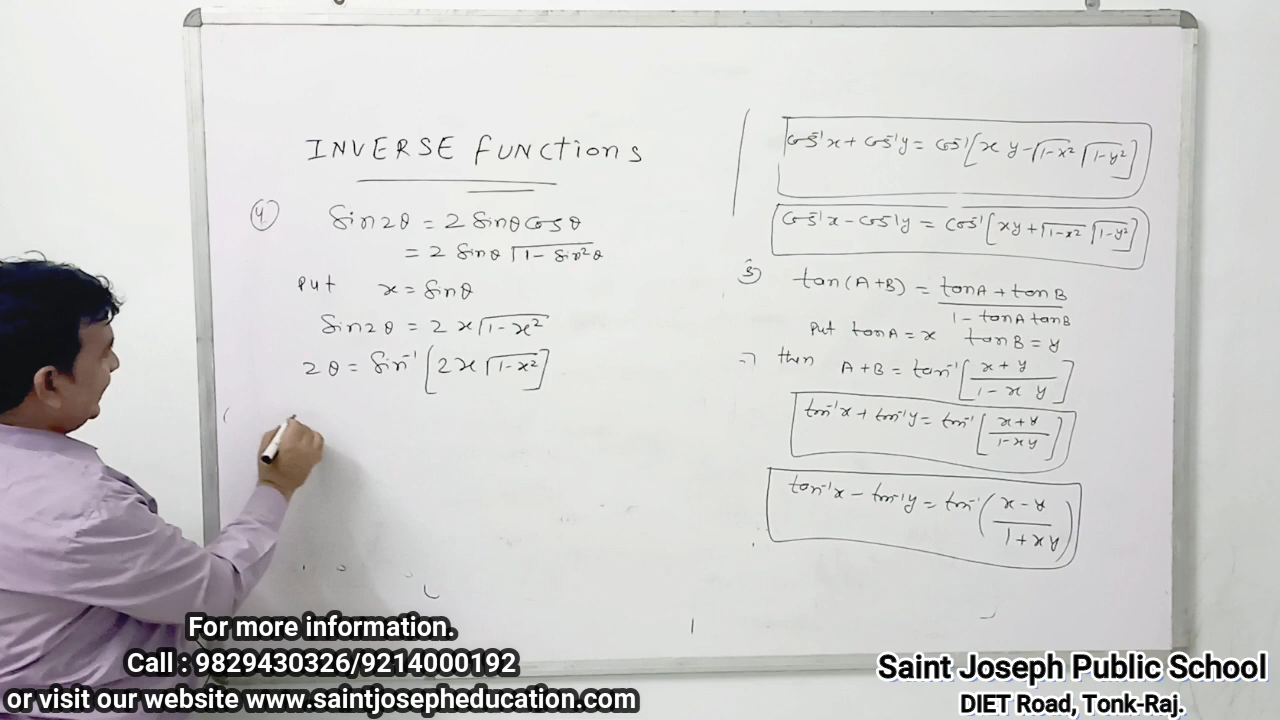 INVERSE FUNCTIONS
4) Sin2θ = 2 Sinθ Cosθ
= 2 Sinθ √1 - Sin²θ
Put x = Sinθ
Sin2θ = 2x√1-x²
2θ = Sin⁻¹[2x√1-x²]
Cos⁻¹x + Cos⁻¹y = Cos⁻¹[x y - √1-x² √1-y²]
Cos⁻¹x - Cos⁻¹y = Cos⁻¹[xy + √1-x² √1-y²]
3) tan(A+B) = tanA + tanB / 1 - tanA tanB
Put tanA = x tanB = y
=) then A+B = tan⁻¹[x + y / 1 - x y]
tan⁻¹x + tan⁻¹y = tan⁻¹[x+y / 1-xy]
tan⁻¹x - tan⁻¹y = tan⁻¹(x-y / 1+xy)
For more information.
Call : 9829430326/9214000192
or visit our website www.saintjosepheducation.com
Saint Joseph Public School
DIET Road, Tonk-Raj.